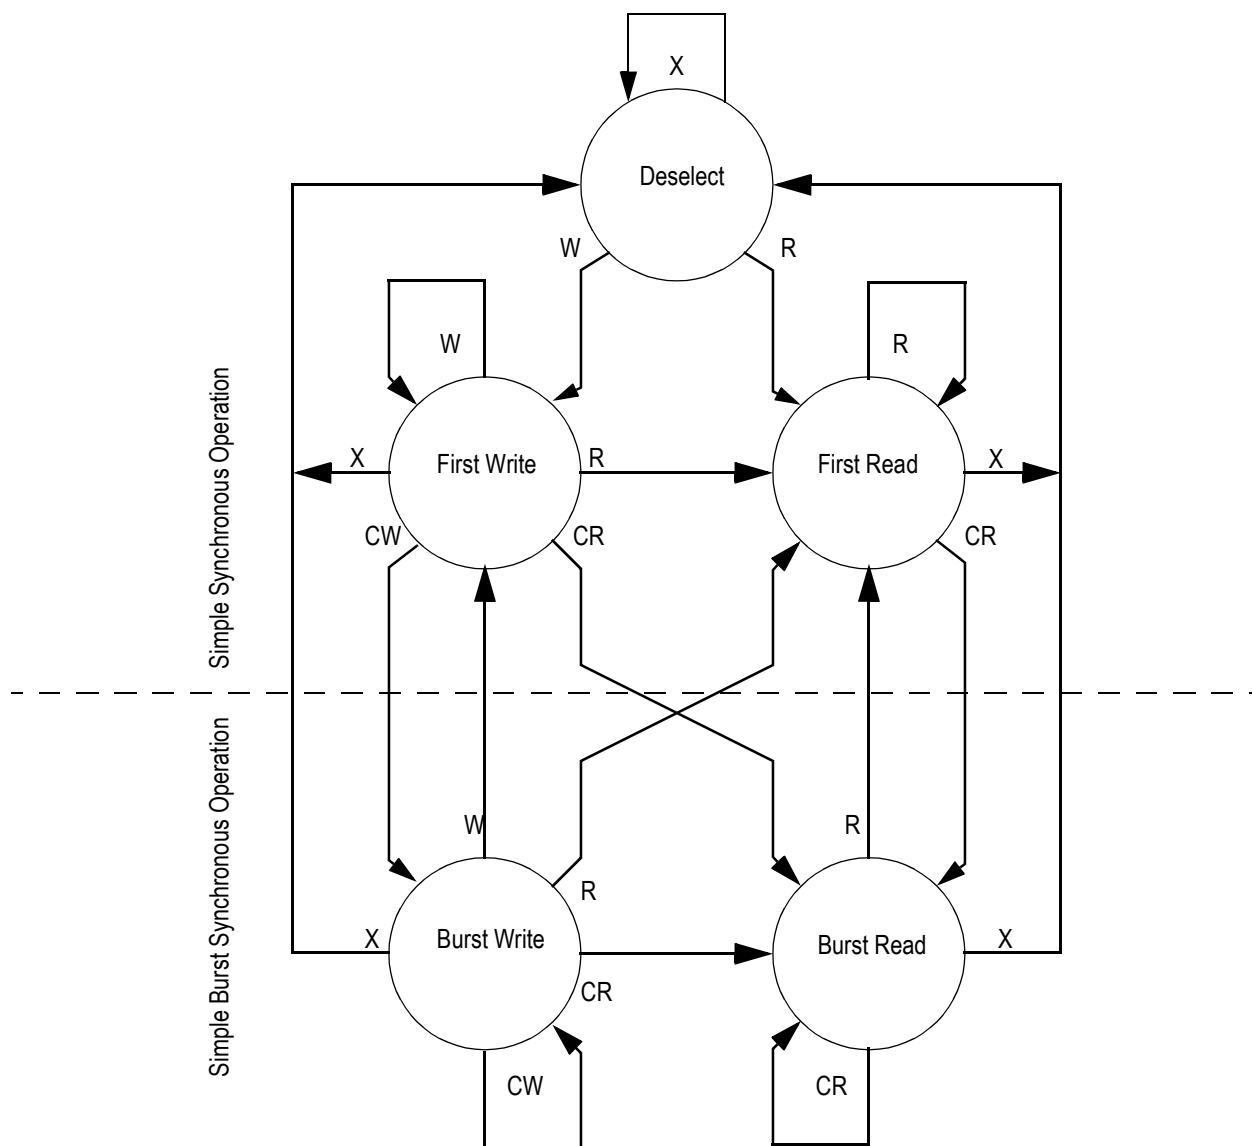 X
Deselect
W
R
W
R
First Write
First Read
X
R
X
CW
CR
CR
Simple Synchronous Operation
Simple Burst Synchronous Operation
W
R
R
Burst Write
Burst Read
X
X
CR
CW
CR